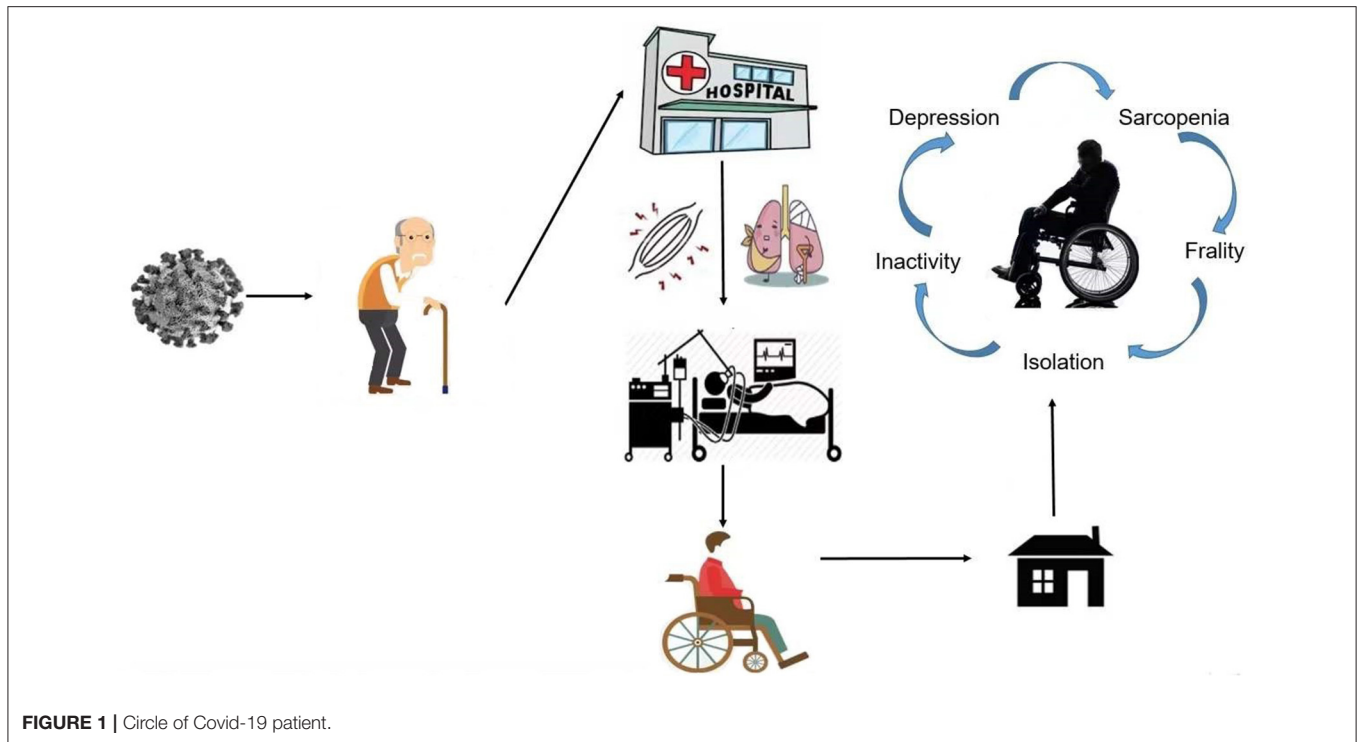 HOSPITAL
Depression
Sarcopenia
Inactivity
Frality
Isolation
FIGURE 1 | Circle of Covid-19 patient.